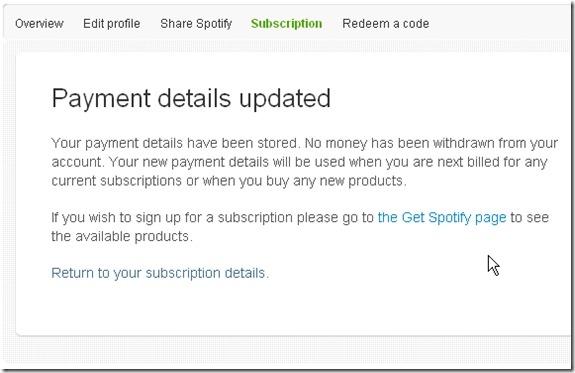 Overview Edit profile Share Spotify Subscription Redeem a code
Payment details updated
Your payment details have been stored. No money has been withdrawn from your
account. Your new payment details will be used when you are next billed for any
current subscriptions or when you buy any new products.
If you wish to sign up for a subscription please go to the Get Spotify page to see
the available products.
Return to your subscription details.